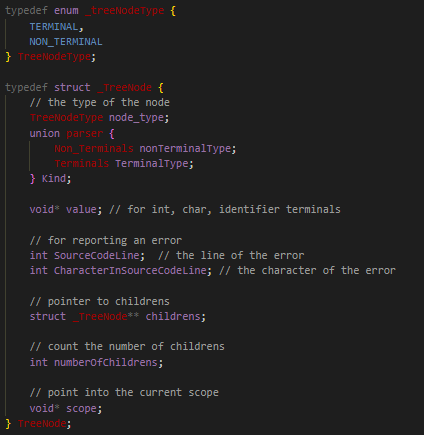 typedef enum _treeNodeType {
    TERMINAL,
    NON_TERMINAL
} TreeNodeType;

typedef struct _TreeNode {
    // the type of the node
    TreeNodeType node_type;
    union parser {
        Non_Terminals nonTerminalType;
        Terminals TerminalType;
    } Kind;

    void* value; // for int, char, identifier terminals

    // for reporting an error
    int SourceCodeLine;  // the line of the error
    int CharacterInSourceCodeLine; // the character of the error

    // pointer to childrens
    struct _TreeNode** childrens;

    // count the number of childrens
    int numberOfChildrens;

    // point into the current scope
    void* scope;
} TreeNode;